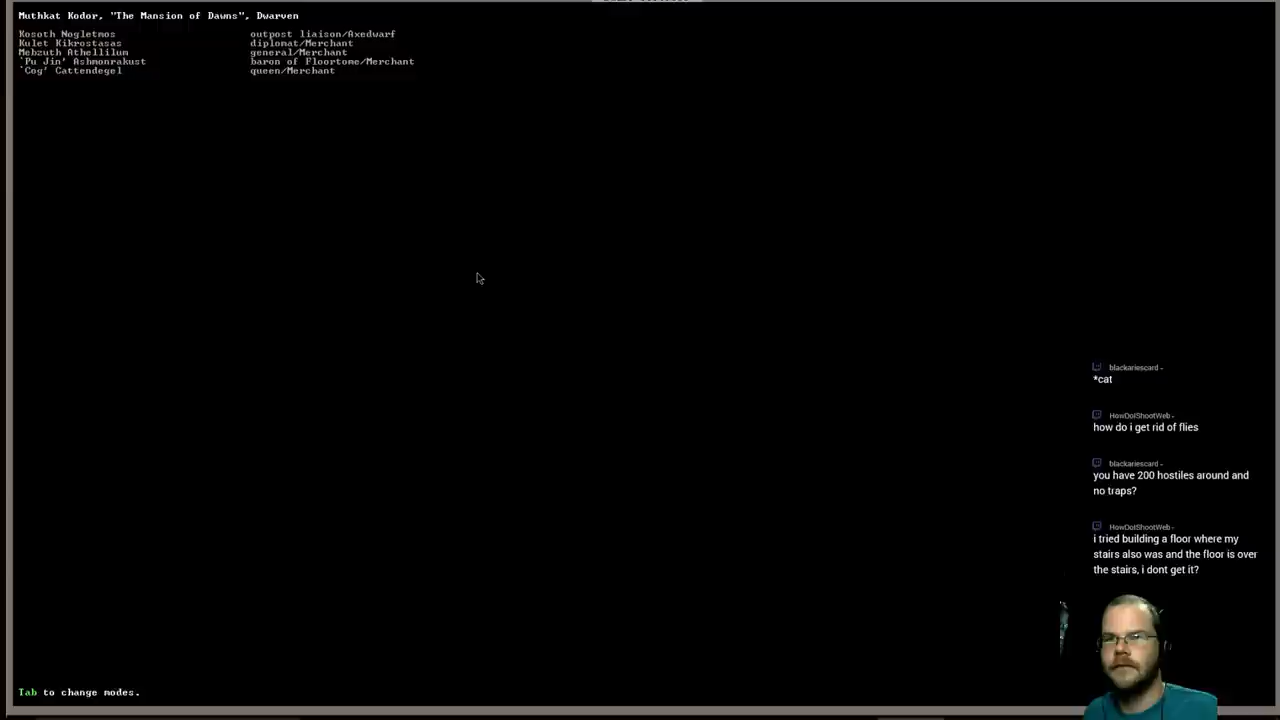 Muthkat Kodor, "The Mansion of Dawns", Dwarven
Kosoth Nogletmos outpost liaison/Axedwarf
Kulet Kikrostasas diplomat/Merchant
Mebzuth Athellilum general/Merchant
`Pu Jin' Ashmonrakust baron of Floortome/Merchant
`Cog' Cattendegel queen/Merchant
blackariescard -
*cat
HowDoIShootWeb -
how do i get rid of flies
blackariescard -
you have 200 hostiles around and
no traps?
HowDoIShootWeb -
i tried building a floor where my
stairs also was and the floor is over
the stairs, i dont get it?
Tab to change modes.